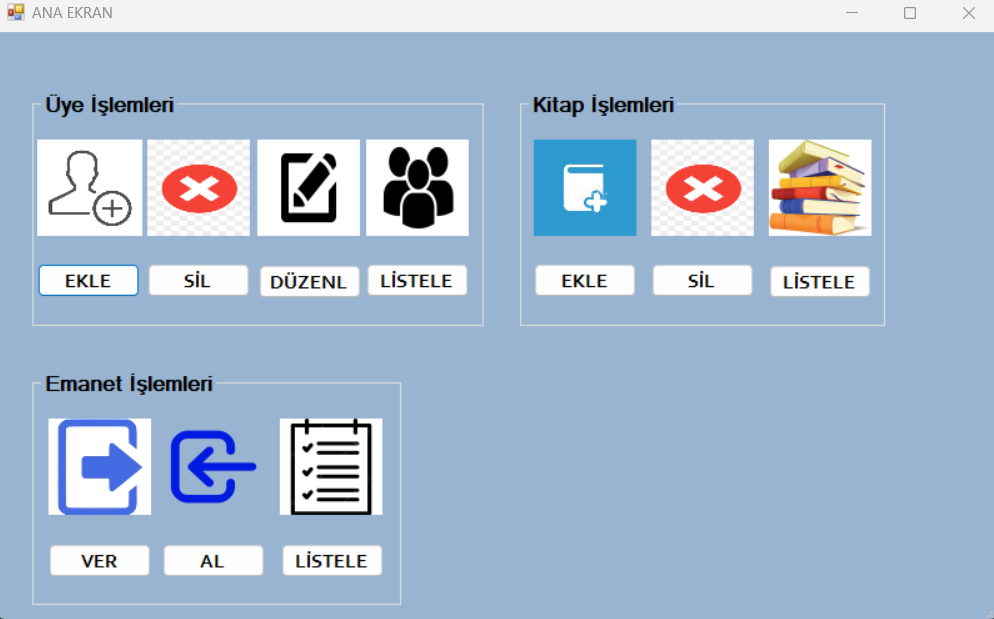 ANA EKRAN
Üye İşlemleri
EKLE
SİL
DÜZENL
LİSTELE
Kitap İşlemleri
EKLE
SİL
LİSTELE
Emanet İşlemleri
VER
AL
LİSTELE